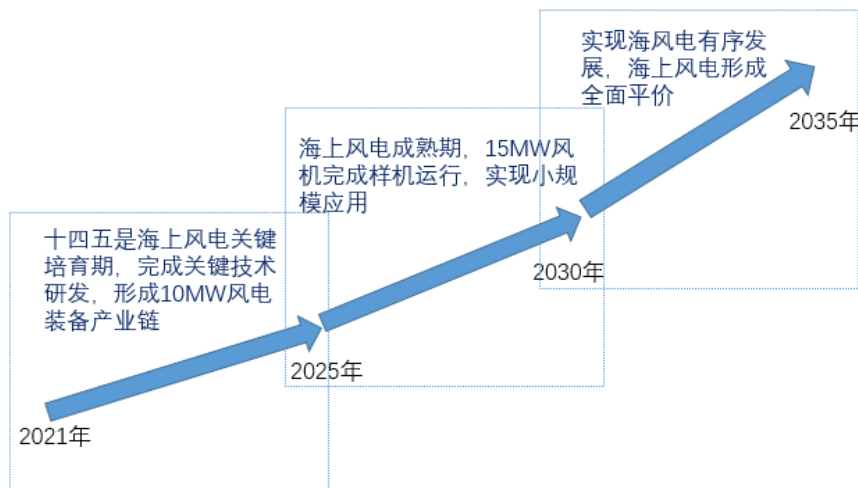 实现海风电有序发
展，海上风电形成
全面平价
2035年
海上风电成熟期，15MW风
机完成样机运行，实现小规
模应用
2030年
十四五是海上风电关键
培育期，完成关键技术
研发，形成10MW风电
装备产业链
2025年
2021年